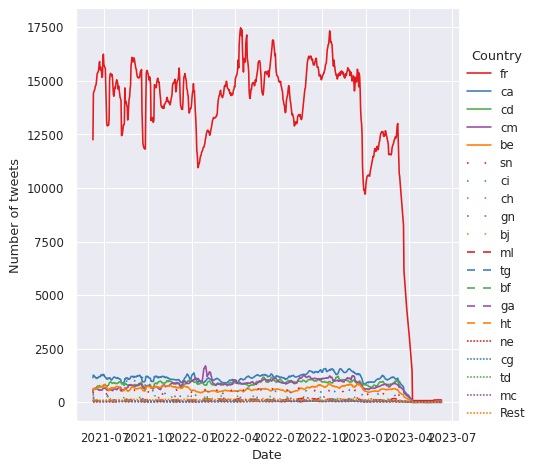 17500
15000
12500
10000
7500
5000
2500
0
Number of tweets
2021-07
2021-10
2022-01
2022-04
2022-07
2022-10
2023-01
2023-04
2023-07
Date
Country
fr
ca
cd
cm
be
sn
ci
ch
gn
bj
ml
tg
bf
ga
ht
ne
cg
td
mc
Rest